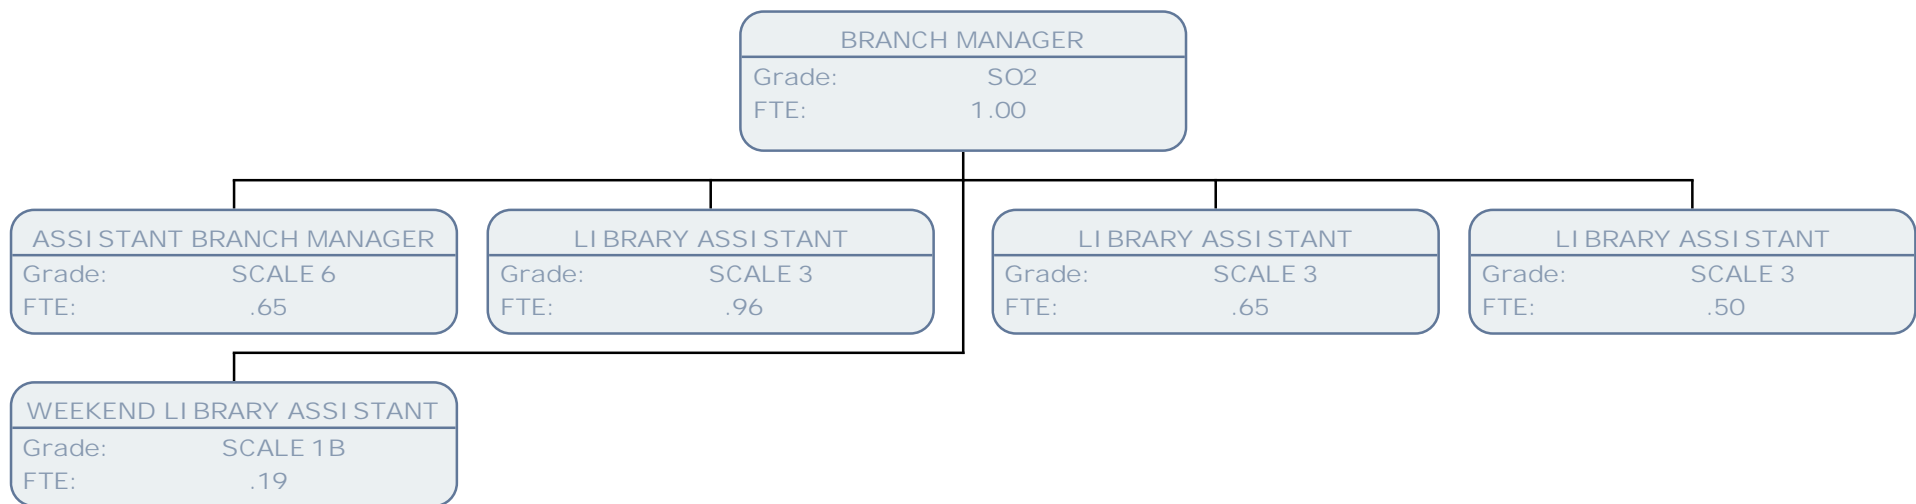 BRANCH MANAGER
Grade: SO2
FTE: 1.00
ASSISTANT BRANCH MANAGER
Grade: SCALE 6
FTE: .65
LIBRARY ASSISTANT
Grade: SCALE 3
FTE: .96
LIBRARY ASSISTANT
Grade: SCALE 3
FTE: .65
LIBRARY ASSISTANT
Grade: SCALE 3
FTE: .50
WEEKEND LIBRARY ASSISTANT
Grade: SCALE 1B
FTE: .19